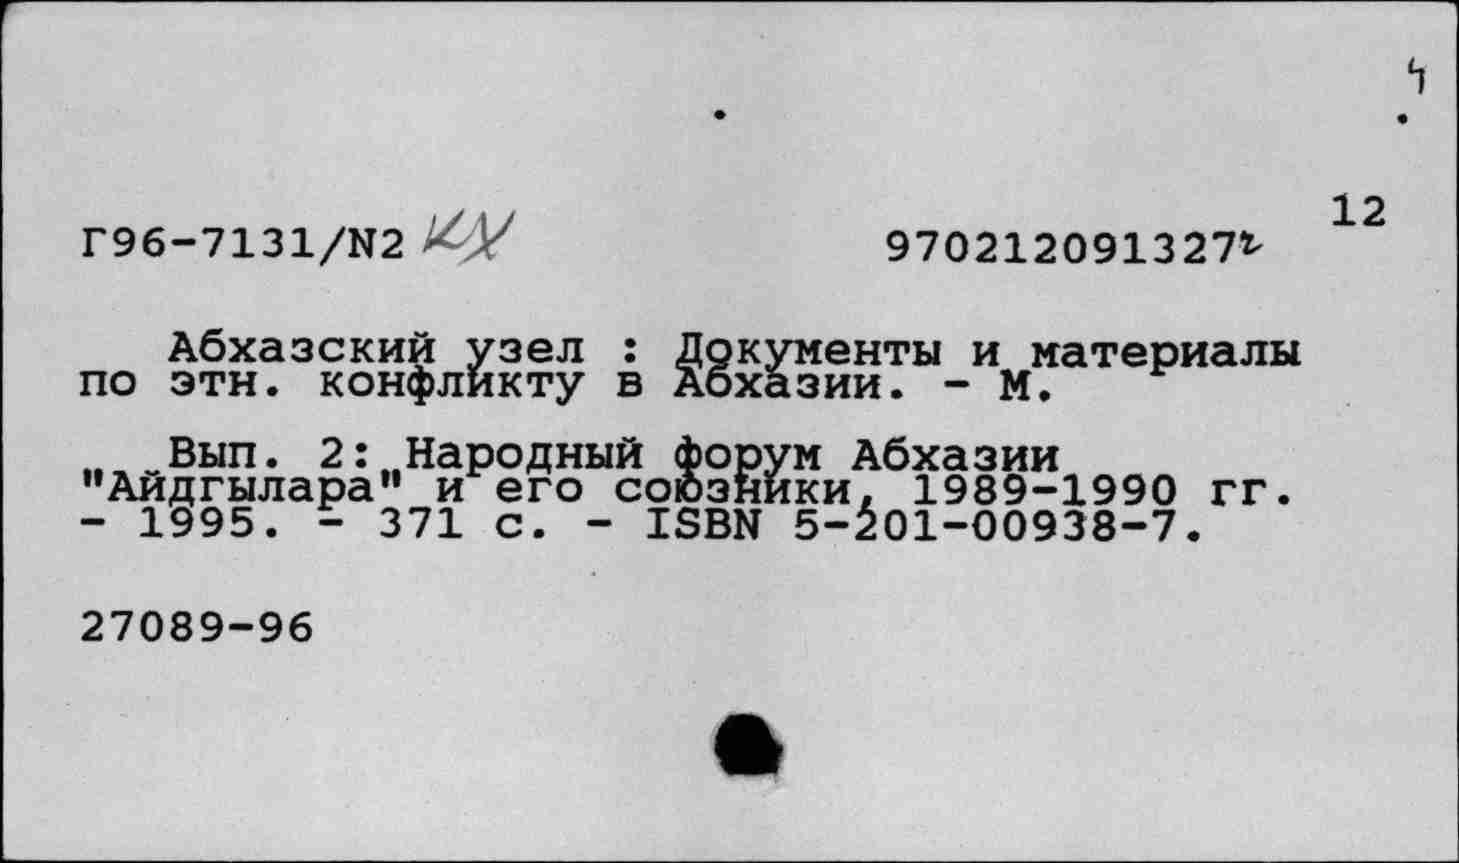 12
Г96-7131/N2 КХ 970212091327
Абхазский узел : Документы и материалы
по этн. конфликту в Абхазии. - М.
Вып. 2: Народный форум Абхазии
"Айдгылара" и его союзники, 1989-1990 гг.
- 1995. - 371 с. - ISBN 5-201-00938-7.
27089-96